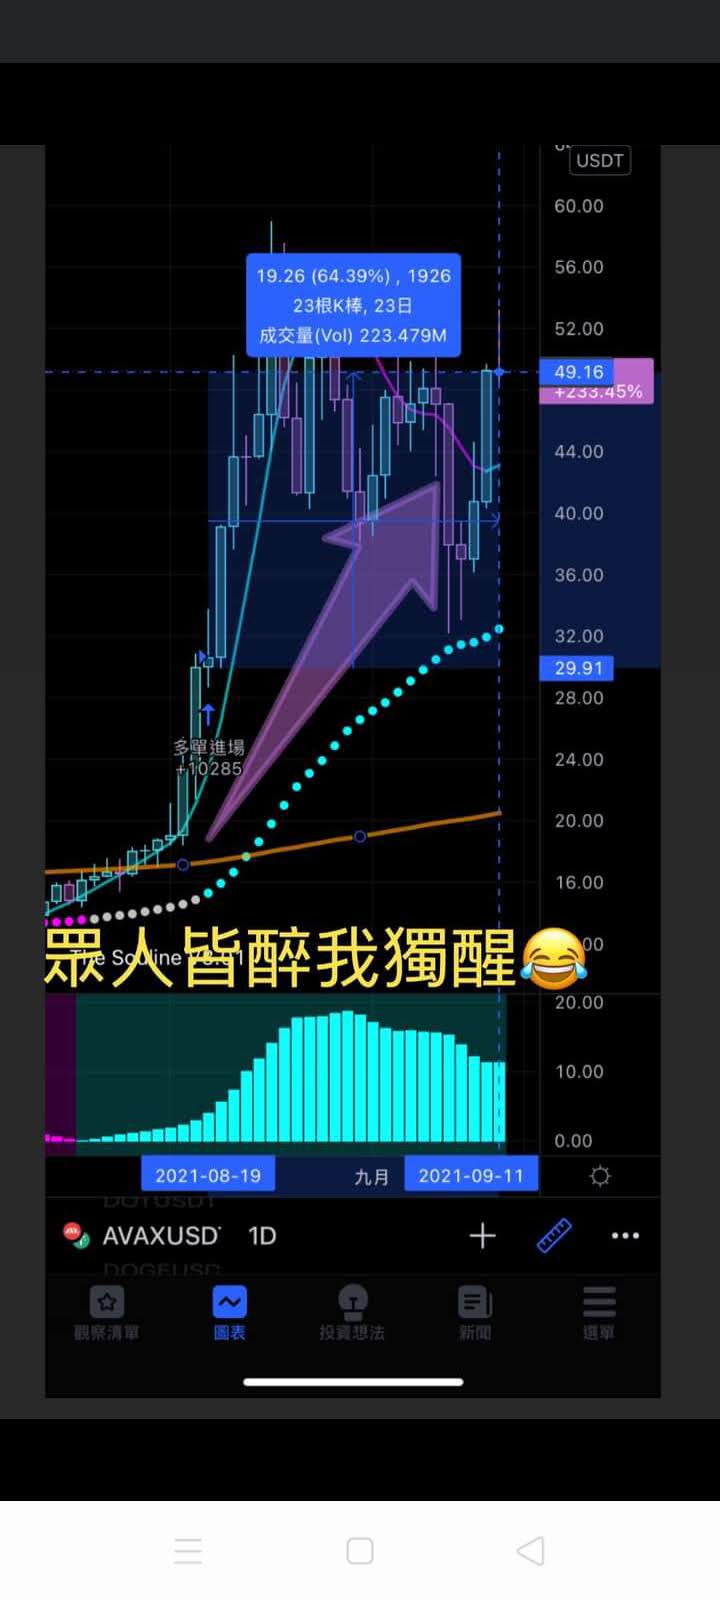 USDT
60.00
56.00
19.26 (64.39%) , 1926
23根K棒, 23日
成交量(Vol) 223.479M
52.00
49.16
+233.45%
44.00
40.00
36.00
32.00
29.91
28.00
多單進場
+10285
24.00
20.00
16.00
眾人皆醉我獨醒😂
20.00
10.00
0.00
2021-08-19
九月
2021-09-11
AVAXUSD
1D
觀察清單
圖表
投資想法
新聞
選單